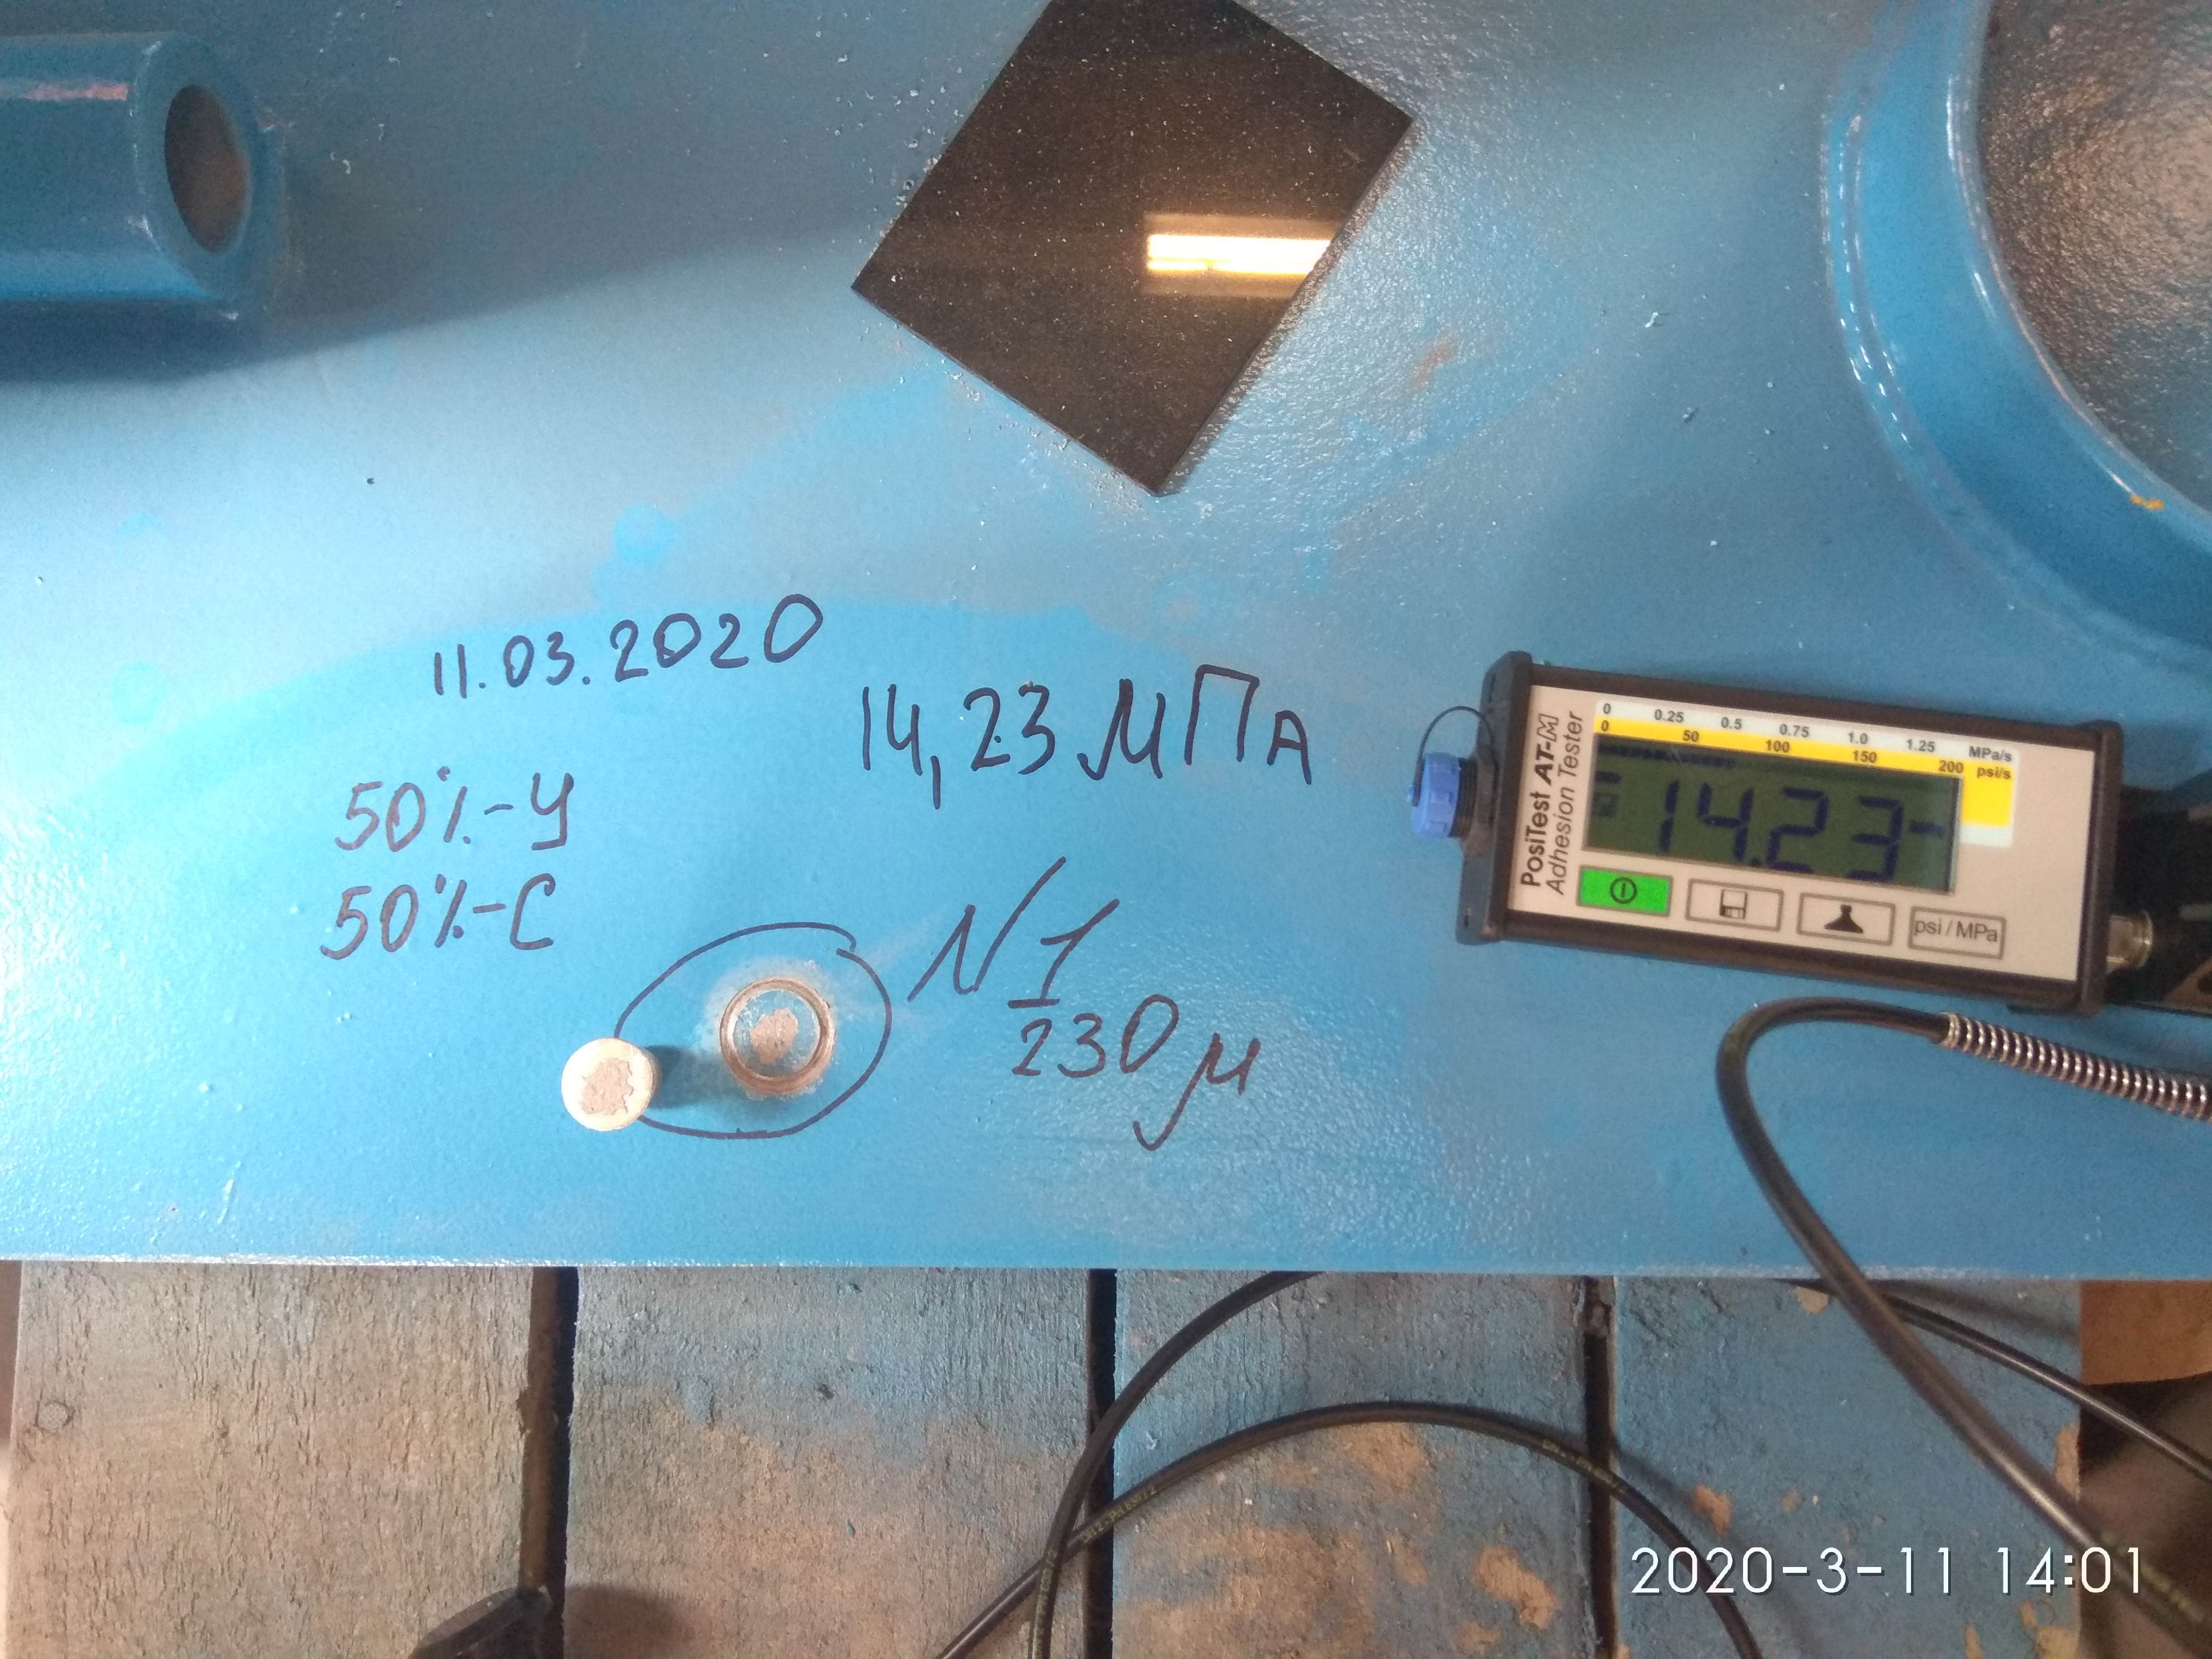 11.03.2020
14,23 МПа
50%-У
50%-С
N1
230 μ
0 0.25 0.5 0.75 1.0 1.25 MPa/s
0 50 100 150 200 psi/s
14.23
psi/MPa
PosiTest AT-M
Adhesion Tester
2020-3-11 14:01